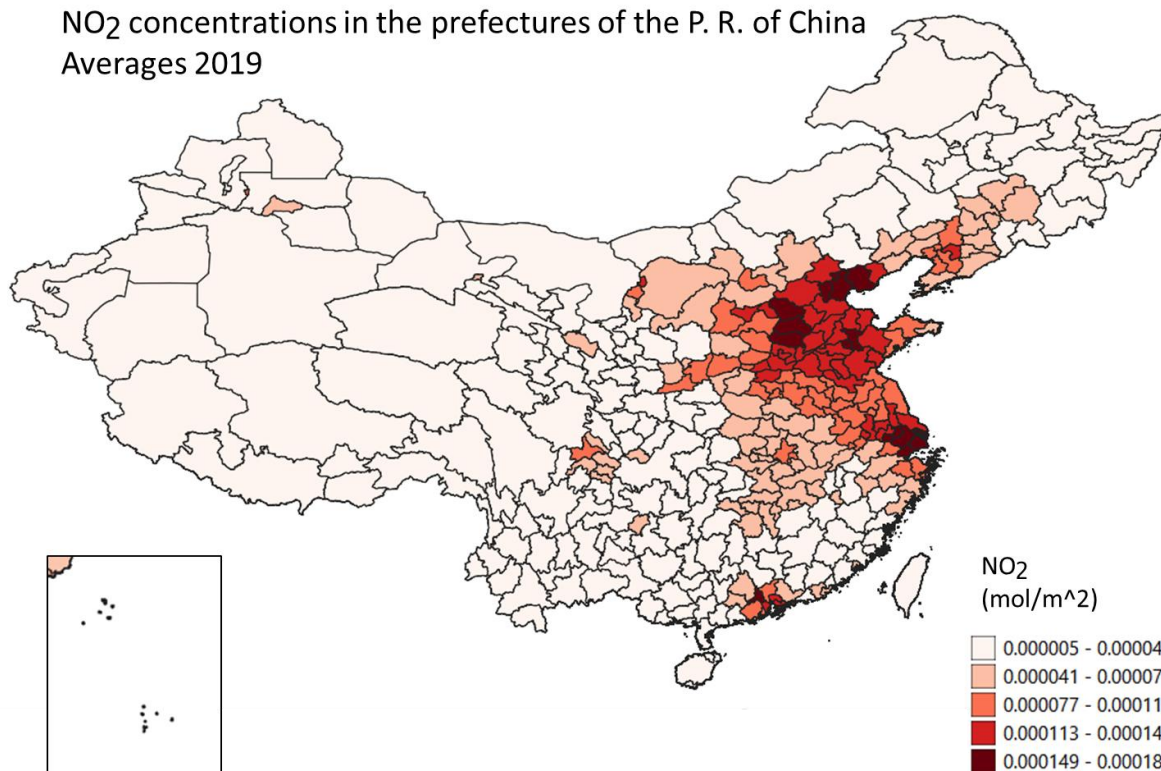 NO2 concentrations in the prefectures of the P. R. of China
Averages 2019
NO2
(mol/m^2)
0.000005 - 0.00004
0.000041 - 0.00007
0.000077 - 0.00011
0.000113 - 0.00014
0.000149 - 0.00018